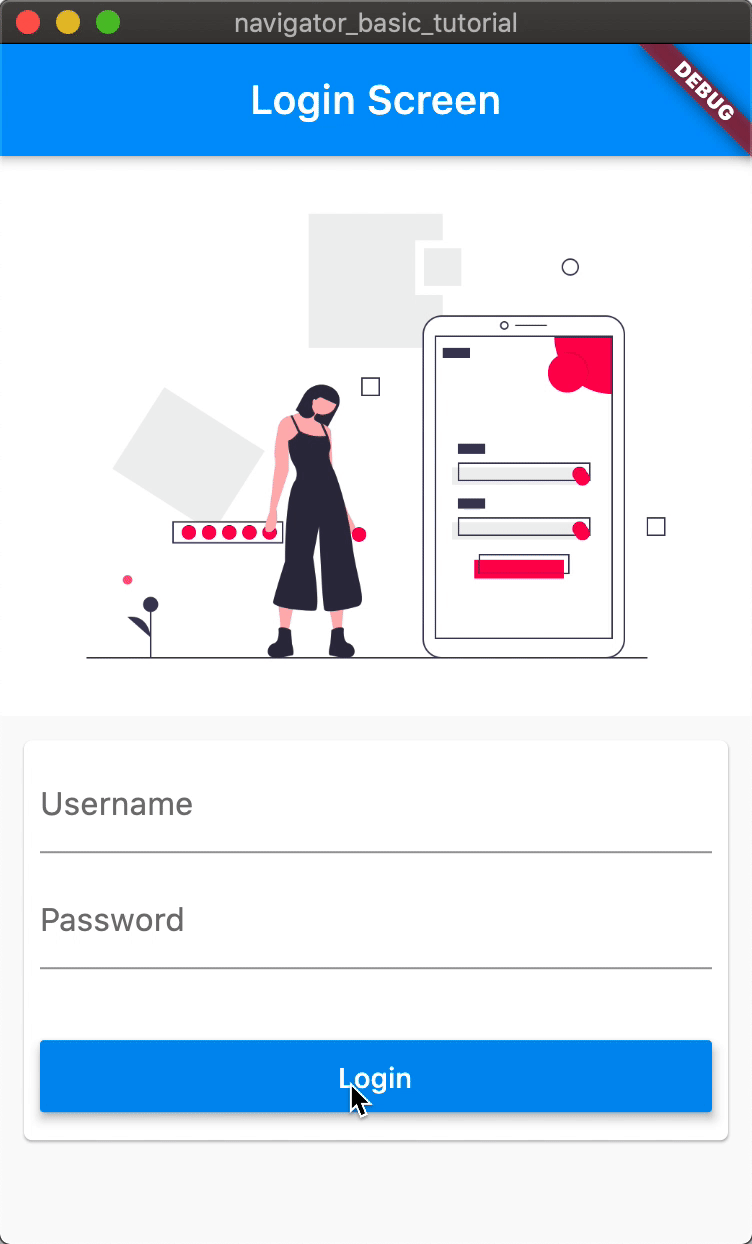 navigator_basic_tutorial
Login Screen
DEBUG
Username
Password
Login